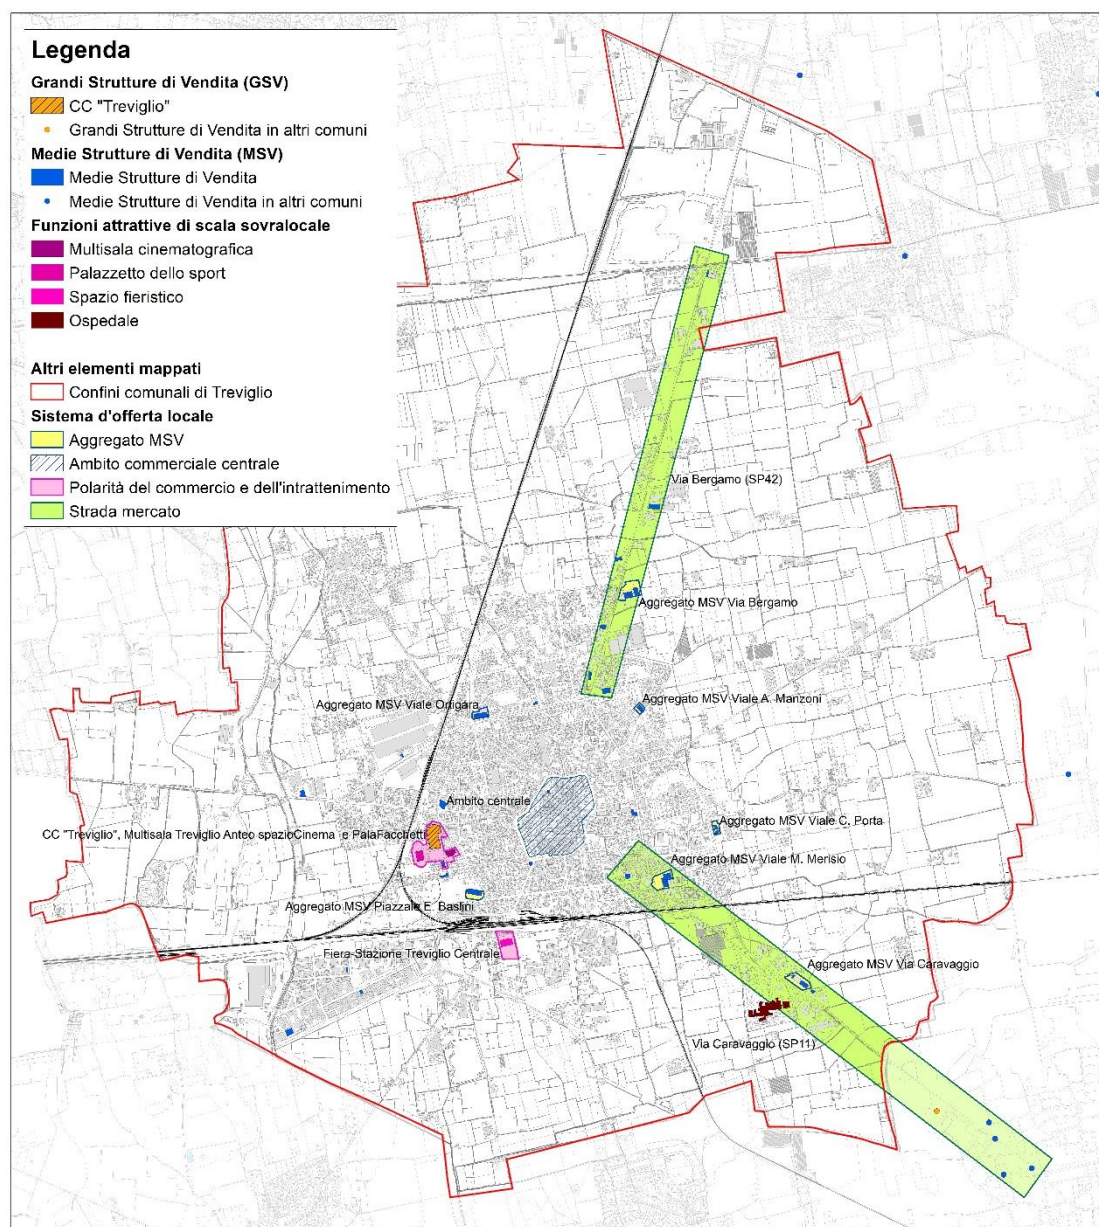 Legenda
Grandi Strutture di Vendita (GSV)
CC "Treviglio"
Grandi Strutture di Vendita in altri comuni
Medie Strutture di Vendita (MSV)
Medie Strutture di Vendita
Medie Strutture di Vendita in altri comuni
Funzioni attrattive di scala sovralocale
Multisala cinematografica
Palazzetto dello sport
Spazio fieristico
Ospedale
Altri elementi mappati
Confini comunali di Treviglio
Sistema d'offerta locale
Aggregato MSV
Ambito commerciale centrale
Polarità del commercio e dell'intrattenimento
Strada mercato
Via Bergamo (SP42)
Aggregato MSV Via Bergamo
Aggregato MSV Viale Ortigara
Aggregato MSV Viale A. Manzoni
Ambito centrale
Aggregato MSV Viale C. Porta
CC "Treviglio", Multisala Treviglio Anteo spazioCinema e PalaFacchetti
Aggregato MSV Viale M. Merisio
Aggregato MSV Piazzale E. Bastini
Fiera-Stazione Treviglio Centrale
Aggregato MSV Via Caravaggio
Via Caravaggio (SP11)